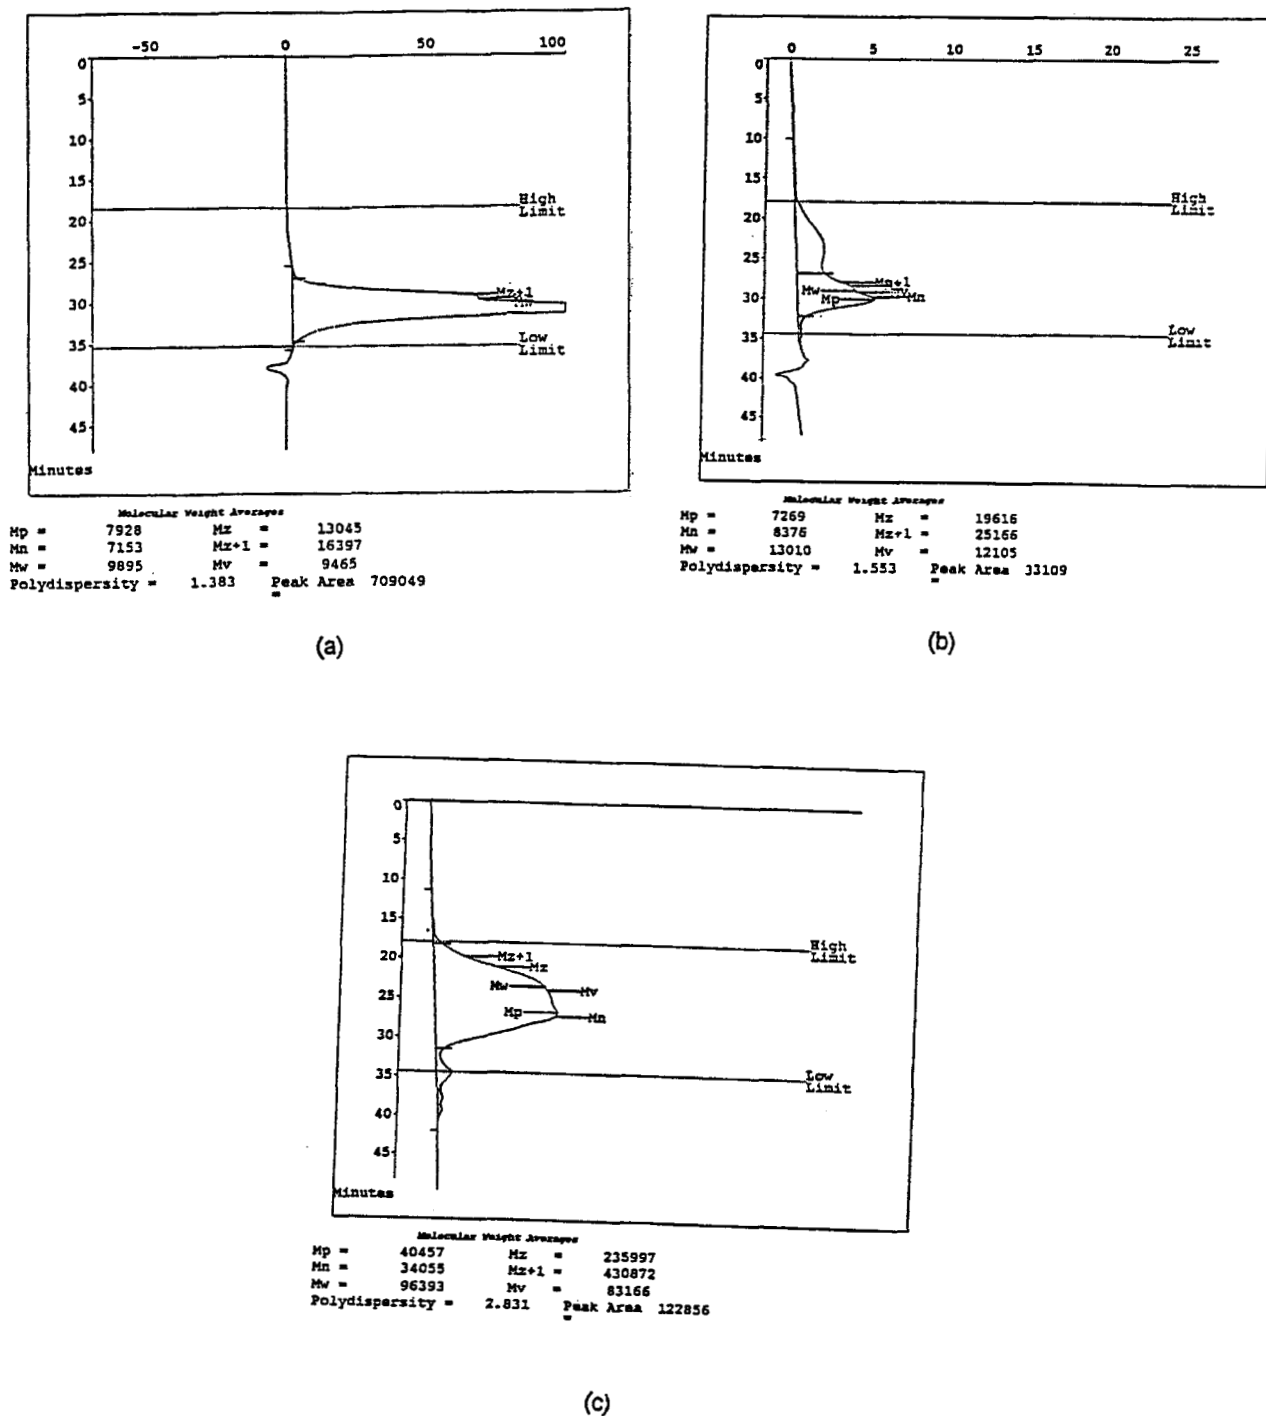 -50 0 50 100
0
5
10
15
20
25
30
35
40
45
Minutes
High
Limit
Mz+1
Mw
Low
Limit
Molecular Weight Averages
Mp = 7928 Mz = 13045
Mn = 7153 Mz+1 = 16397
Mw = 9895 Mv = 9465
Polydispersity = 1.383 Peak Area 709049
=
(a)
0 5 10 15 20 25
0
5
10
15
20
25
30
35
40
45
Minutes
High
Limit
Mz+1
Mw
Mp Mn
Low
Limit
Molecular Weight Averages
Mp = 7269 Mz = 19616
Mn = 8376 Mz+1 = 25166
Mw = 13010 Mv = 12105
Polydispersity = 1.553 Peak Area 33109
=
(b)
0
5
10
15
20
25
30
35
40
45
Minutes
High
Limit
Mz+1
Mz
Mw Mv
Mp
Mn
Low
Limit
Molecular Weight Averages
Mp = 40457 Mz = 235997
Mn = 34055 Mz+1 = 430872
Mw = 96393 Mv = 83166
Polydispersity = 2.831 Peak Area 122856
=
(c)